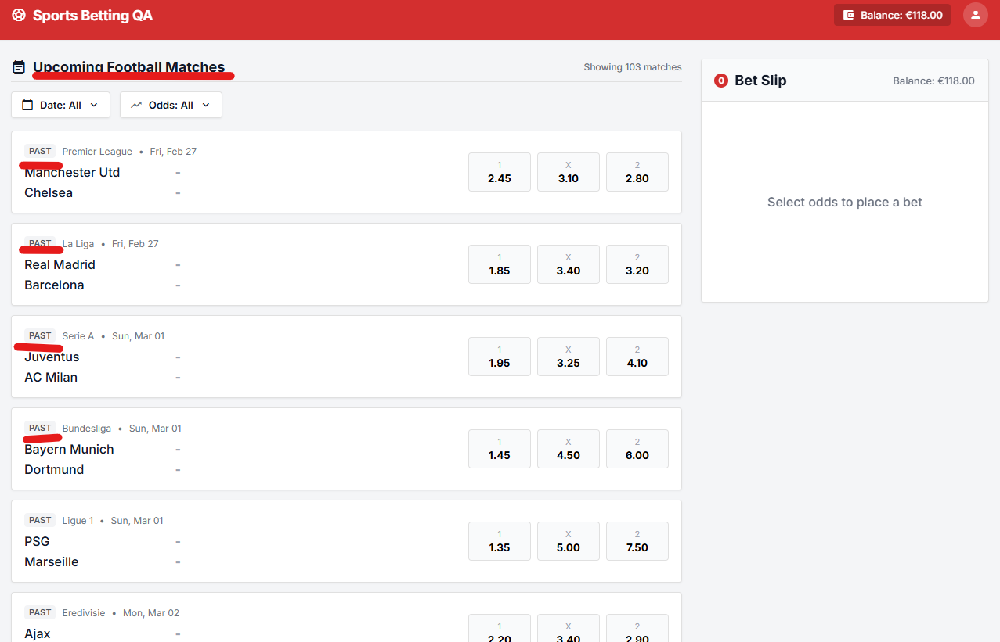 Sports Betting QA
Balance: €118.00
Upcoming Football Matches
Showing 103 matches
Date: All
Odds: All
PAST Premier League • Fri, Feb 27
Manchester Utd -
Chelsea -
1 X 2
2.45 3.10 2.80
PAST La Liga • Fri, Feb 27
Real Madrid -
Barcelona -
1 X 2
1.85 3.40 3.20
PAST Serie A • Sun, Mar 01
Juventus -
AC Milan -
1 X 2
1.95 3.25 4.10
PAST Bundesliga • Sun, Mar 01
Bayern Munich -
Dortmund -
1 X 2
1.45 4.50 6.00
PAST Ligue 1 • Sun, Mar 01
PSG -
Marseille -
1 X 2
1.35 5.00 7.50
PAST Eredivisie • Mon, Mar 02
Ajax -
1 X 2
2.20 3.40 2.90
0 Bet Slip
Balance: €118.00
Select odds to place a bet